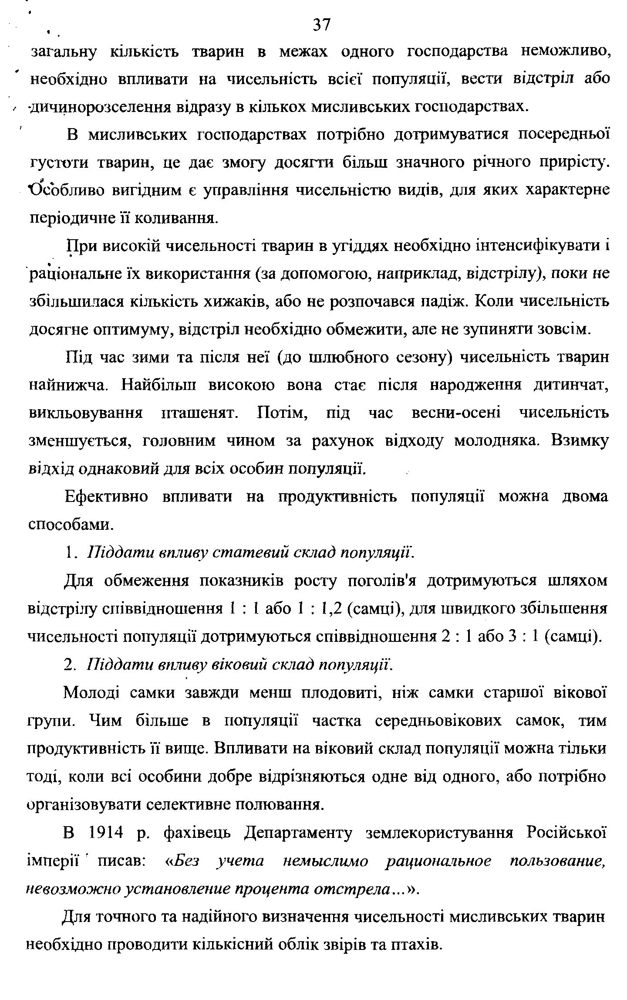 37
загальну кількість тварин в межах одного господарства неможливо,
необхідно впливати на чисельність всієї популяції, вести відстріл або
дичинорозселення відразу в кількох мисливських господарствах.
В мисливських господарствах потрібно дотримуватися посередньої
густоти тварин, це дає змогу досягти більш значного річного прирісту.
Особливо вигідним є управління чисельністю видів, для яких характерне
періодичне її коливання.
При високій чисельності тварин в угіддях необхідно інтенсифікувати і
раціональне їх використання (за допомогою, наприклад, відстрілу), поки не
збільшилася кількість хижаків, або не розпочався падіж. Коли чисельність
досягне оптимуму, відстріл необхідно обмежити, але не зупиняти зовсім.
Під час зими та після неї (до шлюбного сезону) чисельність тварин
найнижча. Найбільш високою вона стає після народження дитинчат,
викльовування пташенят. Потім, під час весни-осені чисельність
зменшується, головним чином за рахунок відходу молодняка. Взимку
відхід однаковий для всіх особин популяції.
Ефективно впливати на продуктивність популяції можна двома
способами.
1. Піддати впливу статевий склад популяції.
Для обмеження показників росту поголів'я дотримуються шляхом
відстрілу співвідношення 1 : 1 або 1 : 1,2 (самці), для швидкого збільшення
чисельності популяції дотримуються співвідношення 2 : 1 або 3 : 1 (самці).
2. Піддати впливу віковий склад популяції.
Молоді самки завжди менш плодовиті, ніж самки старшої вікової
групи. Чим більше в популяції частка середньовікових самок, тим
продуктивність її вище. Впливати на віковий склад популяції можна тільки
тоді, коли всі особини добре відрізняються одне від одного, або потрібно
організовувати селективне полювання.
В 1914 р. фахівець Департаменту землекористування Російської
імперії писав: «Без учета немыслимо рациональное пользование,
невозможно установление процента отстрела...».
Для точного та надійного визначення чисельності мисливських тварин
необхідно проводити кількісний облік звірів та птахів.